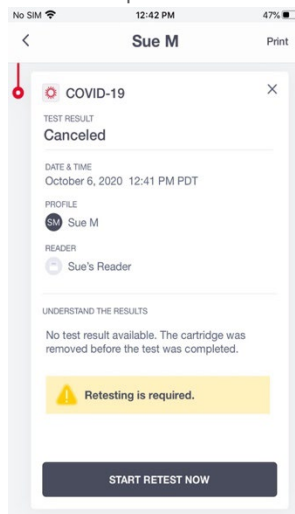 No SIM 12:42 PM 47%
Sue M Print
COVID-19
TEST RESULT
Canceled
DATE & TIME
October 6, 2020 12:41 PM PDT
PROFILE
SM Sue M
READER
Sue's Reader
UNDERSTAND THE RESULTS
No test result available. The cartridge was
removed before the test was completed.
Retesting is required.
START RETEST NOW